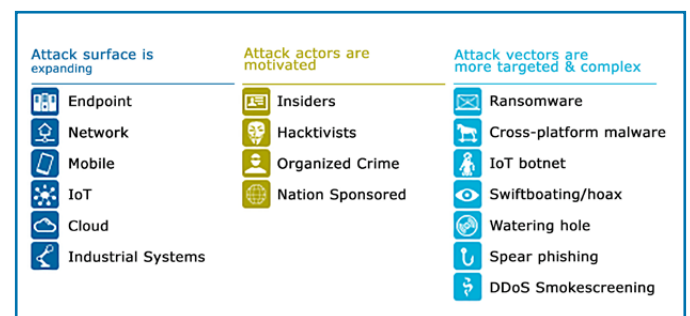 Attack surface is
expanding
Endpoint
Network
Mobile
IoT
Cloud
Industrial Systems
Attack actors are
motivated
Insiders
Hacktivists
Organized Crime
Nation Sponsored
Attack vectors are
more targeted & complex
Ransomware
Cross-platform malware
IoT botnet
Swiftboating/hoax
Watering hole
Spear phishing
DDoS Smokescreening